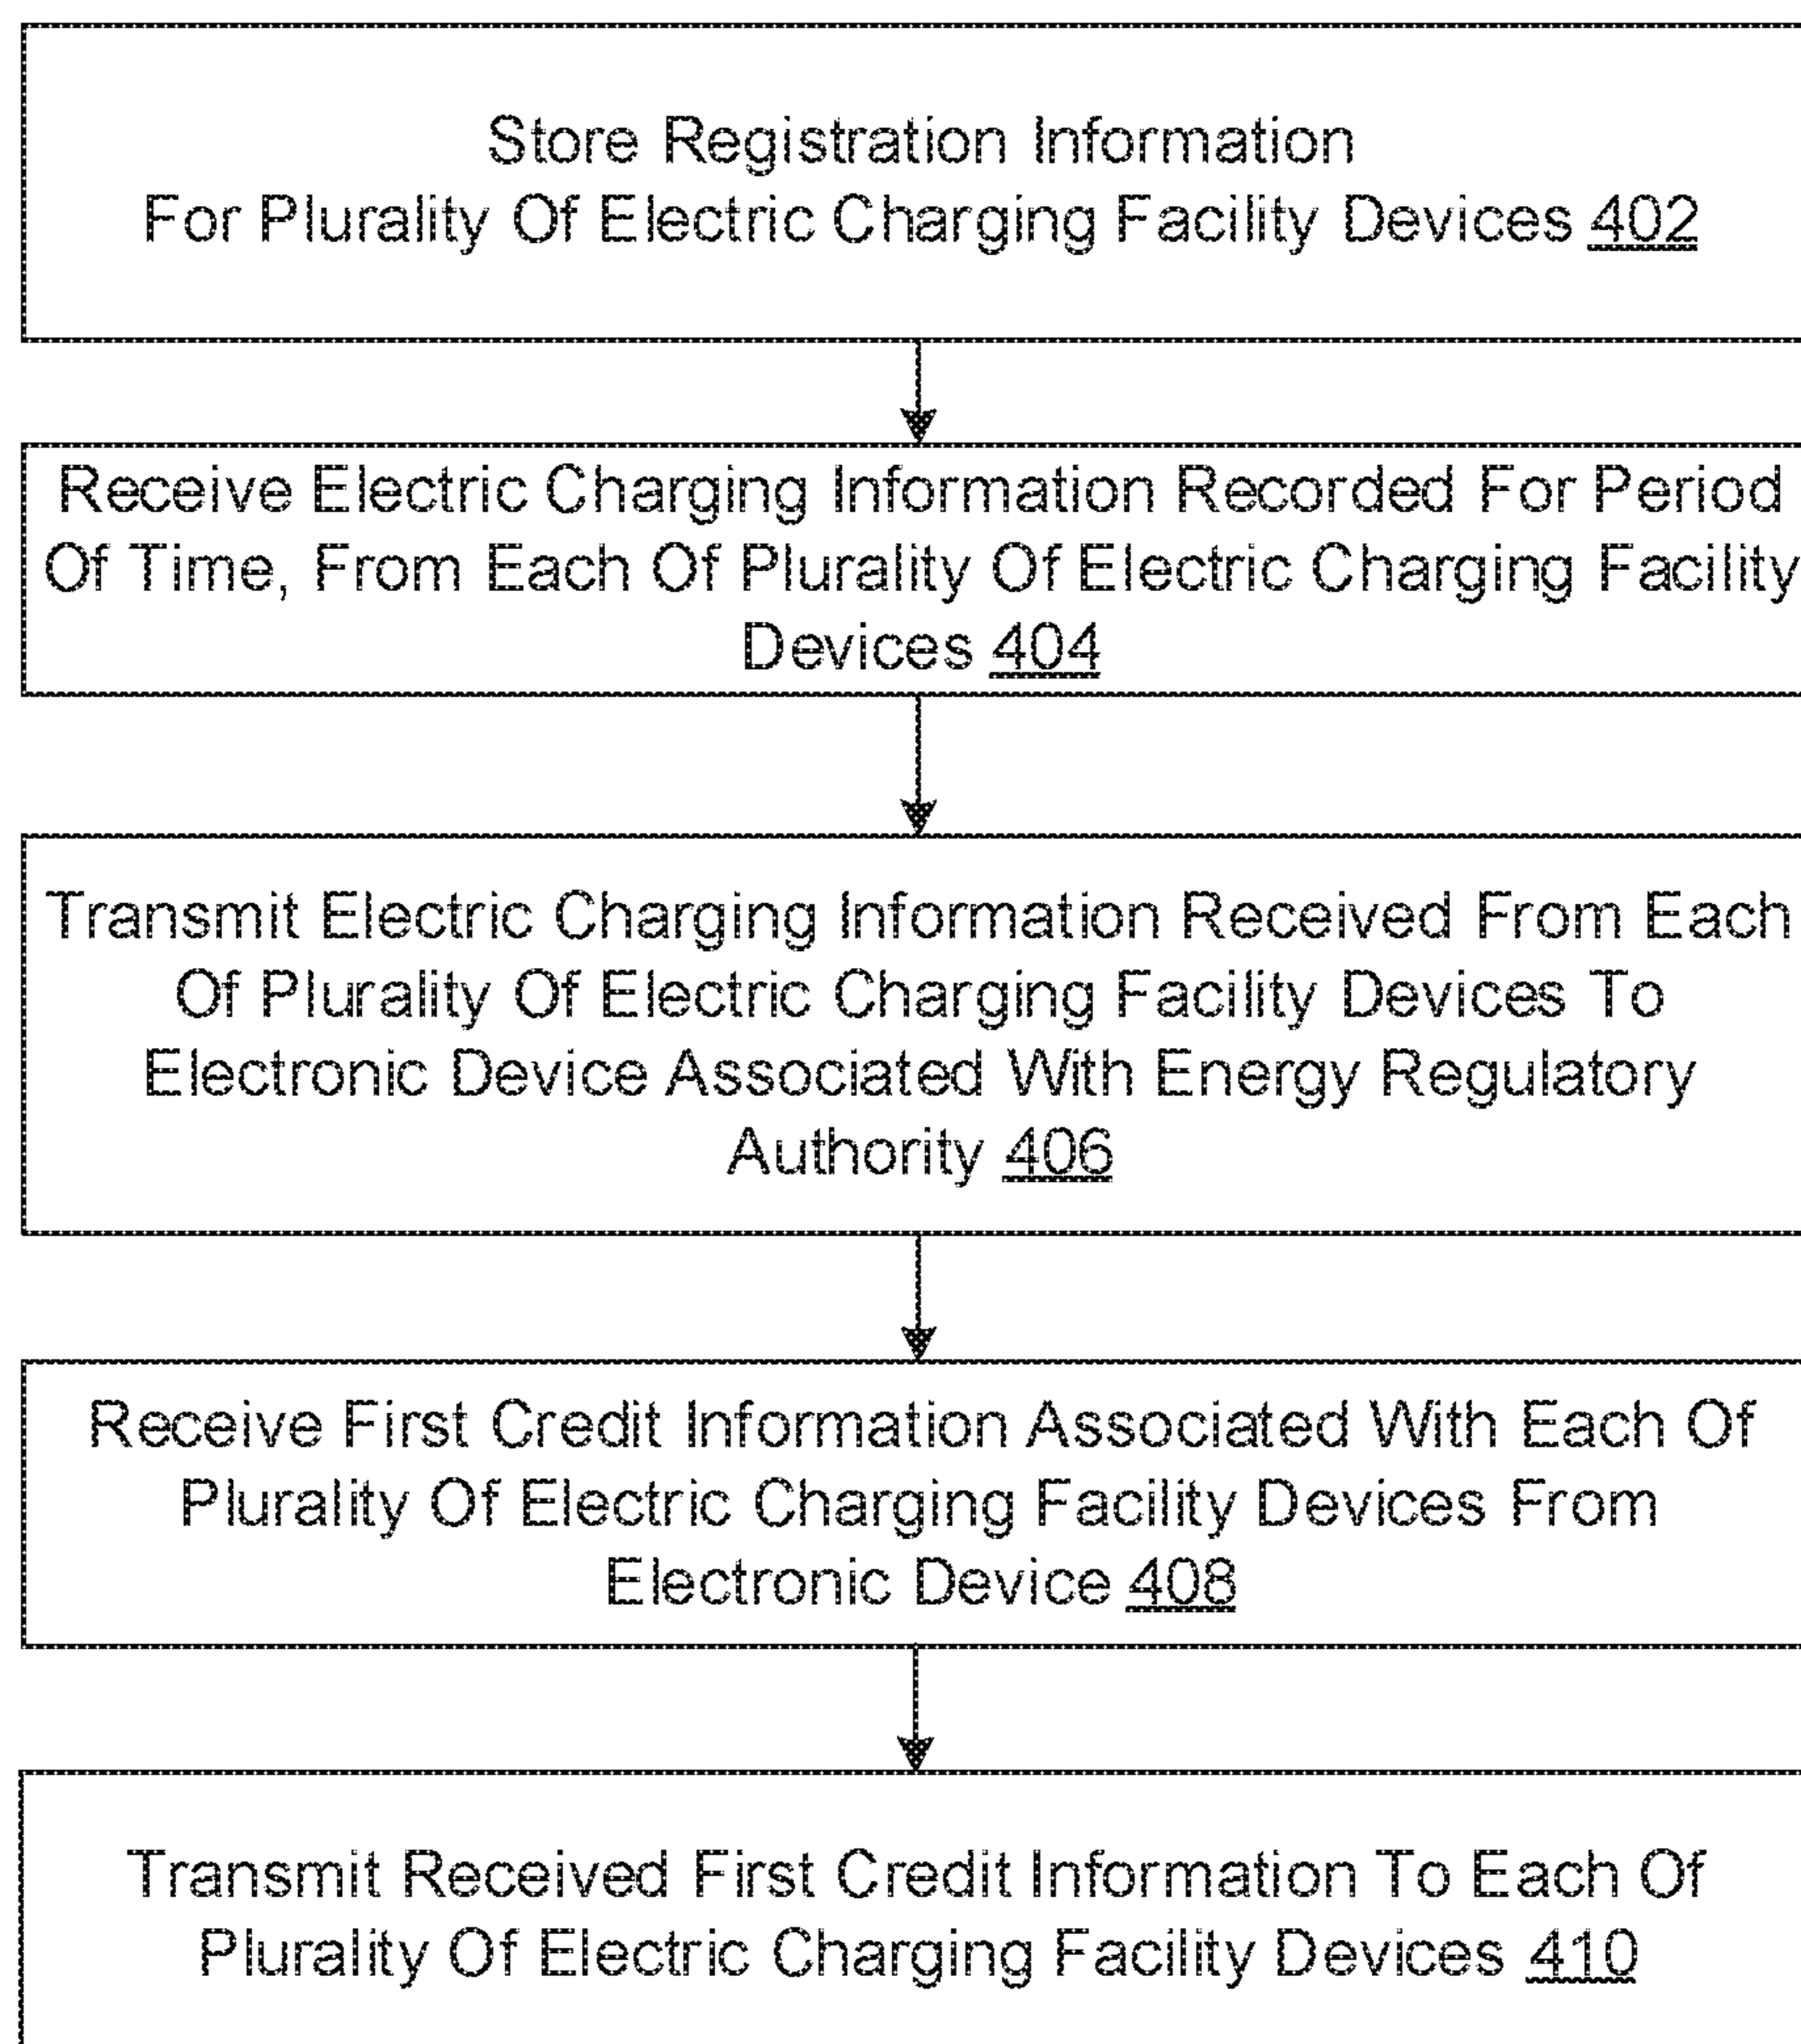 Store Registration Information
For Plurality Of Electric Charging Facility Devices 402
Receive Electric Charging Information Recorded For Period
Of Time, From Each Of Plurality Of Electric Charging Facility
Devices 404
Transmit Electric Charging Information Received From Each
Of Plurality Of Electric Charging Facility Devices To
Electronic Device Associated With Energy Regulatory
Authority 406
Receive First Credit Information Associated With Each Of
Plurality Of Electric Charging Facility Devices From
Electronic Device 408
Transmit Received First Credit Information To Each Of
Plurality Of Electric Charging Facility Devices 410